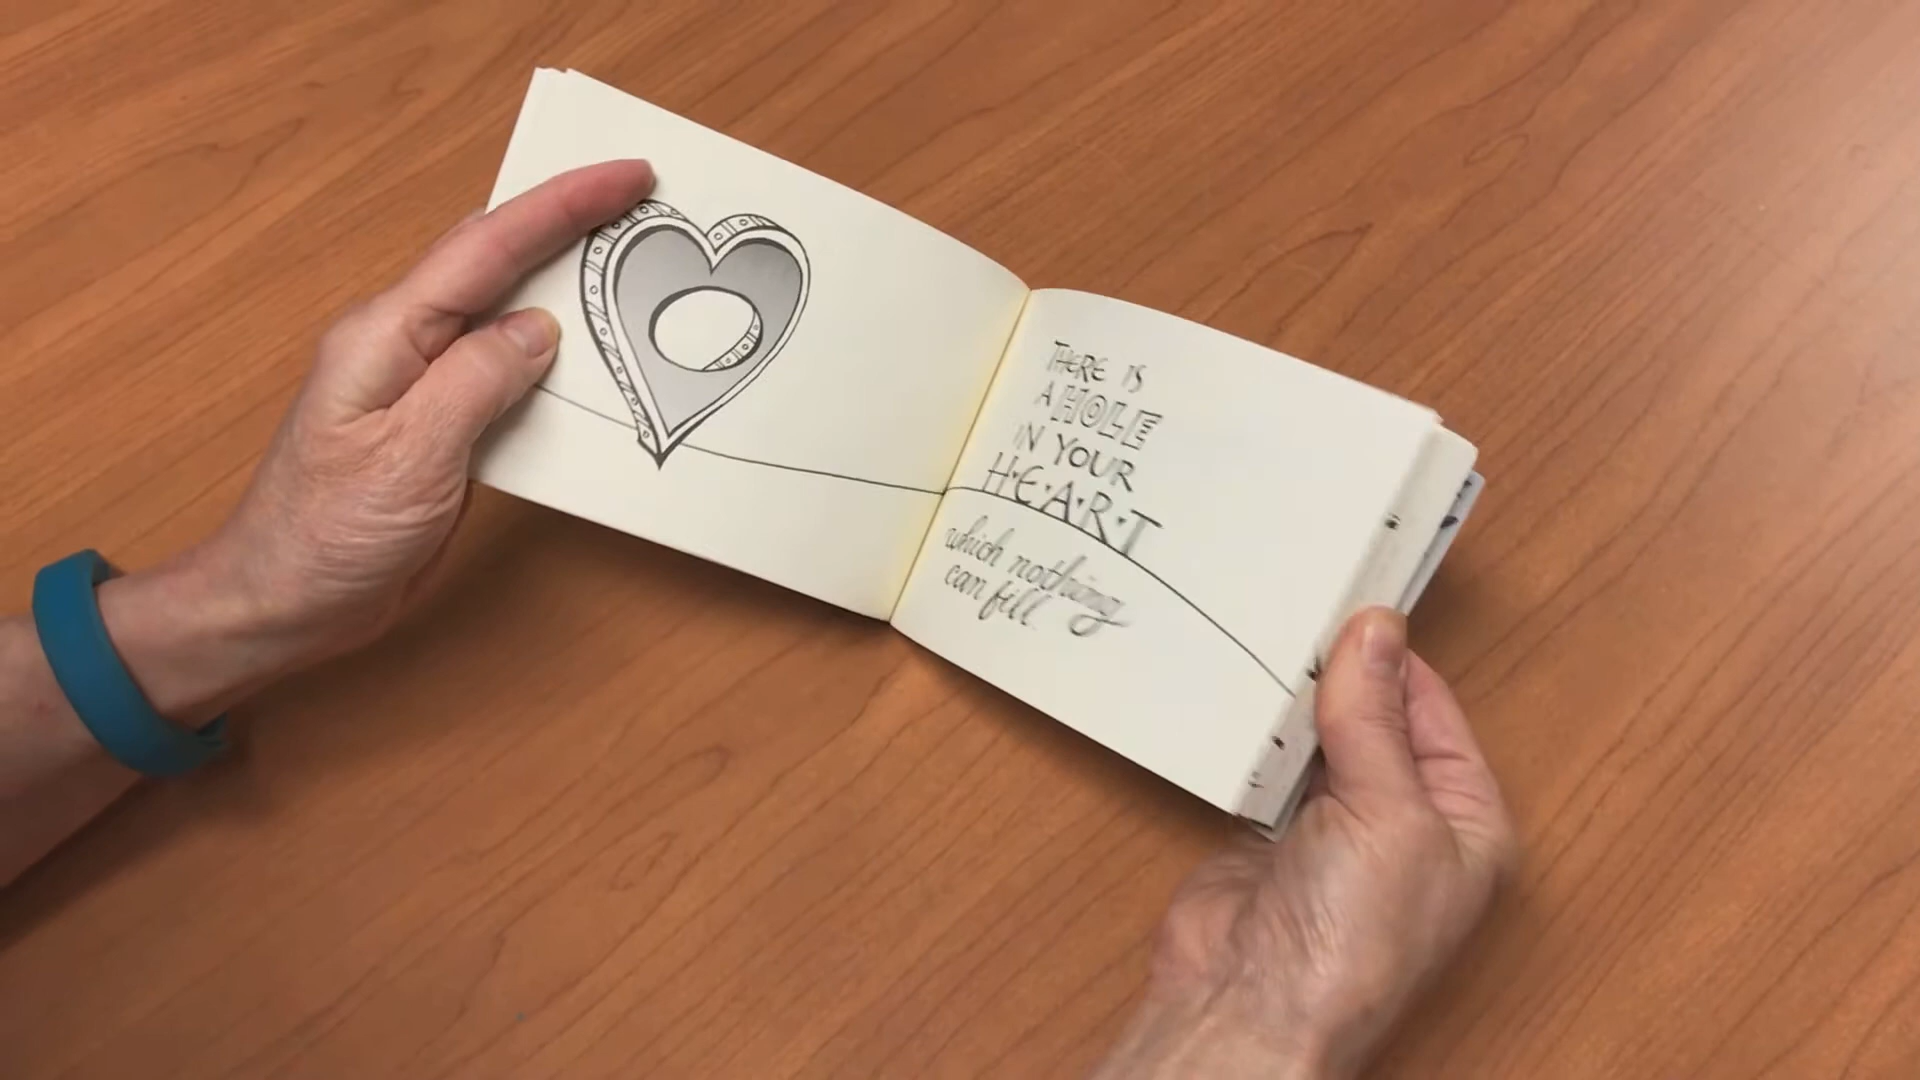 THERE IS
A HOLE
IN YOUR
H·E·A·R·T
which nothing
can fill.